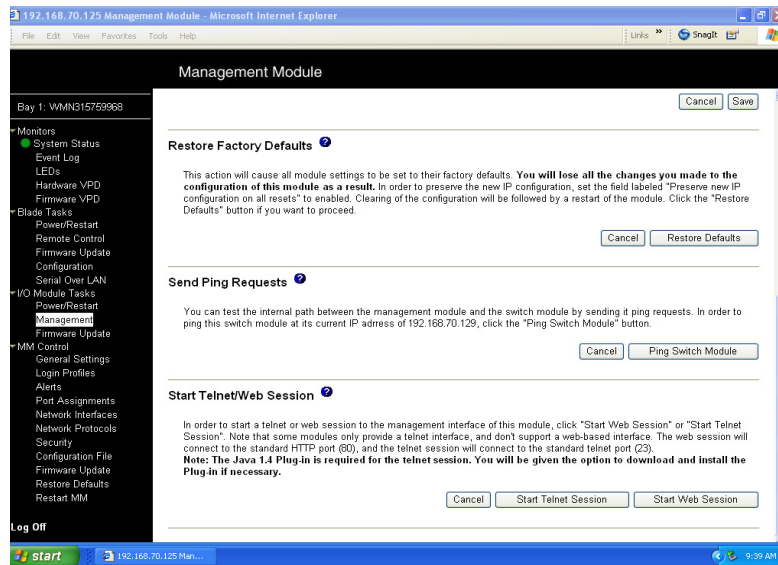 192.168.70.125 Management Module - Microsoft Internet Explorer
File Edit View Favorites Tools Help
Links » SnagIt
Management Module
Bay 1: WMN315759968
Cancel Save
Monitors
System Status
Event Log
LEDs
Hardware VPD
Firmware VPD
Blade Tasks
Power/Restart
Remote Control
Firmware Update
Configuration
Serial Over LAN
I/O Module Tasks
Power/Restart
Management
Firmware Update
MM Control
General Settings
Login Profiles
Alerts
Port Assignments
Network Interfaces
Network Protocols
Security
Configuration File
Firmware Update
Restore Defaults
Restart MM
Log Off
Restore Factory Defaults ?
This action will cause all module settings to be set to their factory defaults. You will lose all the changes you made to the
configuration of this module as a result. In order to preserve the new IP configuration, set the field labeled "Preserve new IP
configuration on all resets" to enabled. Clearing of the configuration will be followed by a restart of the module. Click the "Restore
Defaults" button if you want to proceed.
Cancel Restore Defaults
Send Ping Requests ?
You can test the internal path between the management module and the switch module by sending it ping requests. In order to
ping this switch module at its current IP adrress of 192.168.70.129, click the "Ping Switch Module" button.
Cancel Ping Switch Module
Start Telnet/Web Session ?
In order to start a telnet or web session to the management interface of this module, click "Start Web Session" or "Start Telnet
Session". Note that some modules only provide a telnet interface, and don't support a web-based interface. The web session will
connect to the standard HTTP port (80), and the telnet session will connect to the standard telnet port (23).
Note: The Java 1.4 Plug-in is required for the telnet session. You will be given the option to download and install the
Plug-in if necessary.
Cancel Start Telnet Session Start Web Session
start 192.168.70.125 Man... 9:39 AM